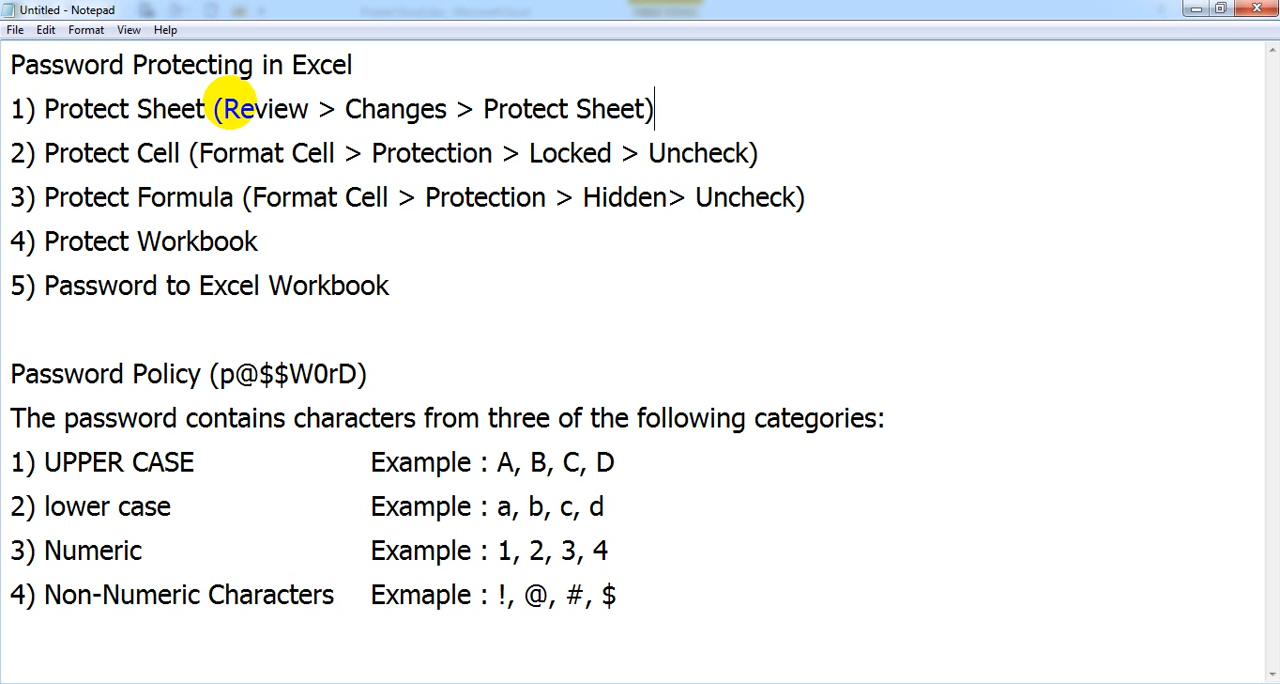 Untitled - Notepad
File Edit Format View Help
Password Protecting in Excel
1) Protect Sheet (Review > Changes > Protect Sheet)
2) Protect Cell (Format Cell > Protection > Locked > Uncheck)
3) Protect Formula (Format Cell > Protection > Hidden> Uncheck)
4) Protect Workbook
5) Password to Excel Workbook
Password Policy (p@$$W0rD)
The password contains characters from three of the following categories:
1) UPPER CASE Example : A, B, C, D
2) lower case Example : a, b, c, d
3) Numeric Example : 1, 2, 3, 4
4) Non-Numeric Characters Exmaple : !, @, #, $